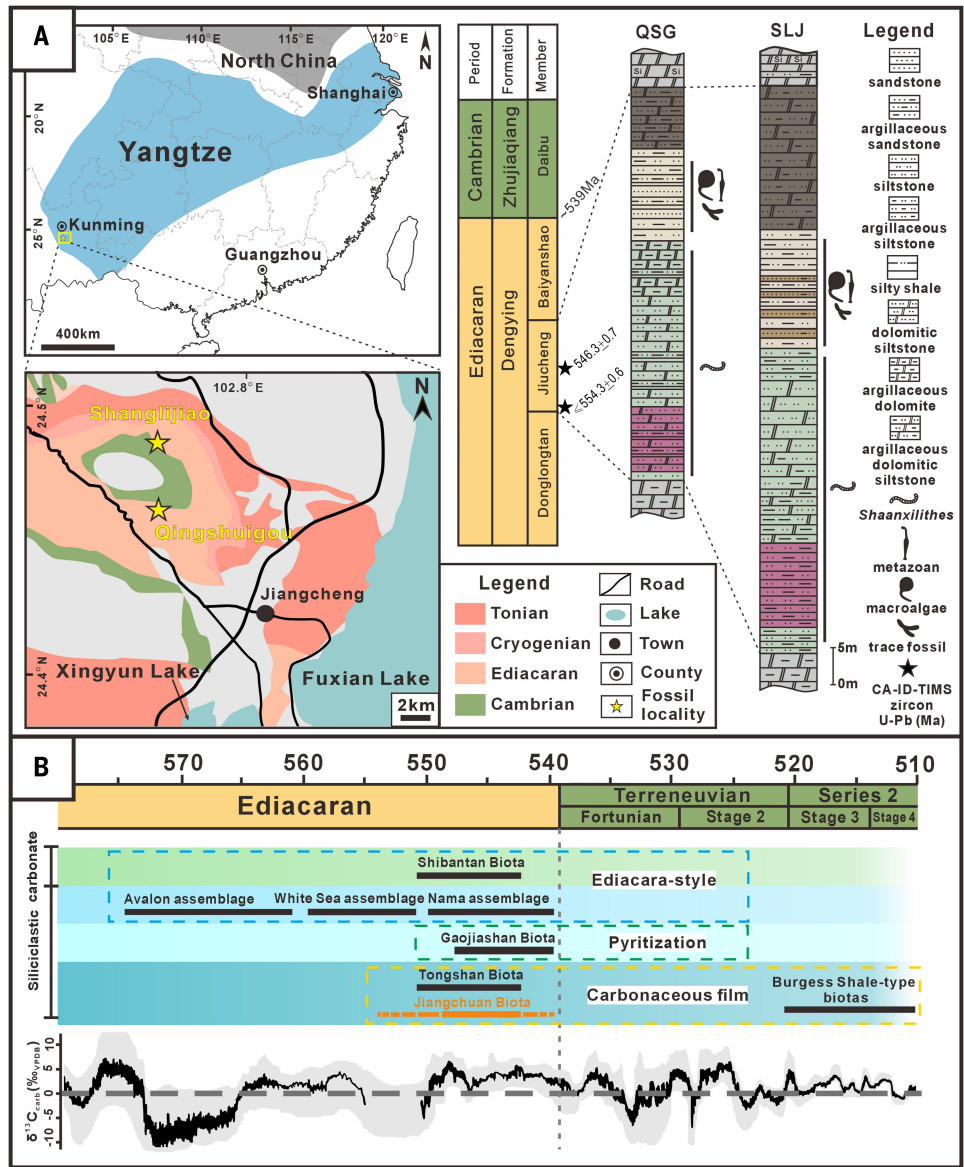 A
105°E
110°E
115°E
120°E
N
North China
Shanghai
20°N
Yangtze
Kunming
25°N
Guangzhou
400km
102.8°E
N
24.5°N
Shanglijiao
Qingshuigou
Jiangcheng
Xingyun Lake
Fuxian Lake
24.4°N
2km
Legend
Tonian
Cryogenian
Ediacaran
Cambrian
Road
Lake
Town
County
Fossil
locality
Period
Formation
Member
Cambrian
Zhujiaqiang
Daibu
Ediacaran
Dengying
Baiyanshao
Jiucheng
Donglongtan
~539Ma
546.3±0.7
≤554.3±0.6
QSG
Si
Si
SLJ
Si
Si
Legend
sandstone
argillaceous
sandstone
siltstone
argillaceous
siltstone
silty shale
dolomitic
siltstone
argillaceous
dolomite
argillaceous
dolomitic
siltstone
Shaanxilithes
metazoan
macroalgae
trace fossil
5m
0m
CA-ID-TIMS
zircon
U-Pb (Ma)
B
570
560
550
540
530
520
510
Ediacaran
Terreneuvian
Series 2
Fortunian
Stage 2
Stage 3
Stage 4
Siliciclastic carbonate
Shibantan Biota
Ediacara-style
Avalon assemblage
White Sea assemblage
Nama assemblage
Gaojiashan Biota
Pyritization
Tongshan Biota
Jiangchuan Biota
Carbonaceous film
Burgess Shale-type
biotas
δ¹³Ccarb(‰VPDB)
10
5
0
-5
-10